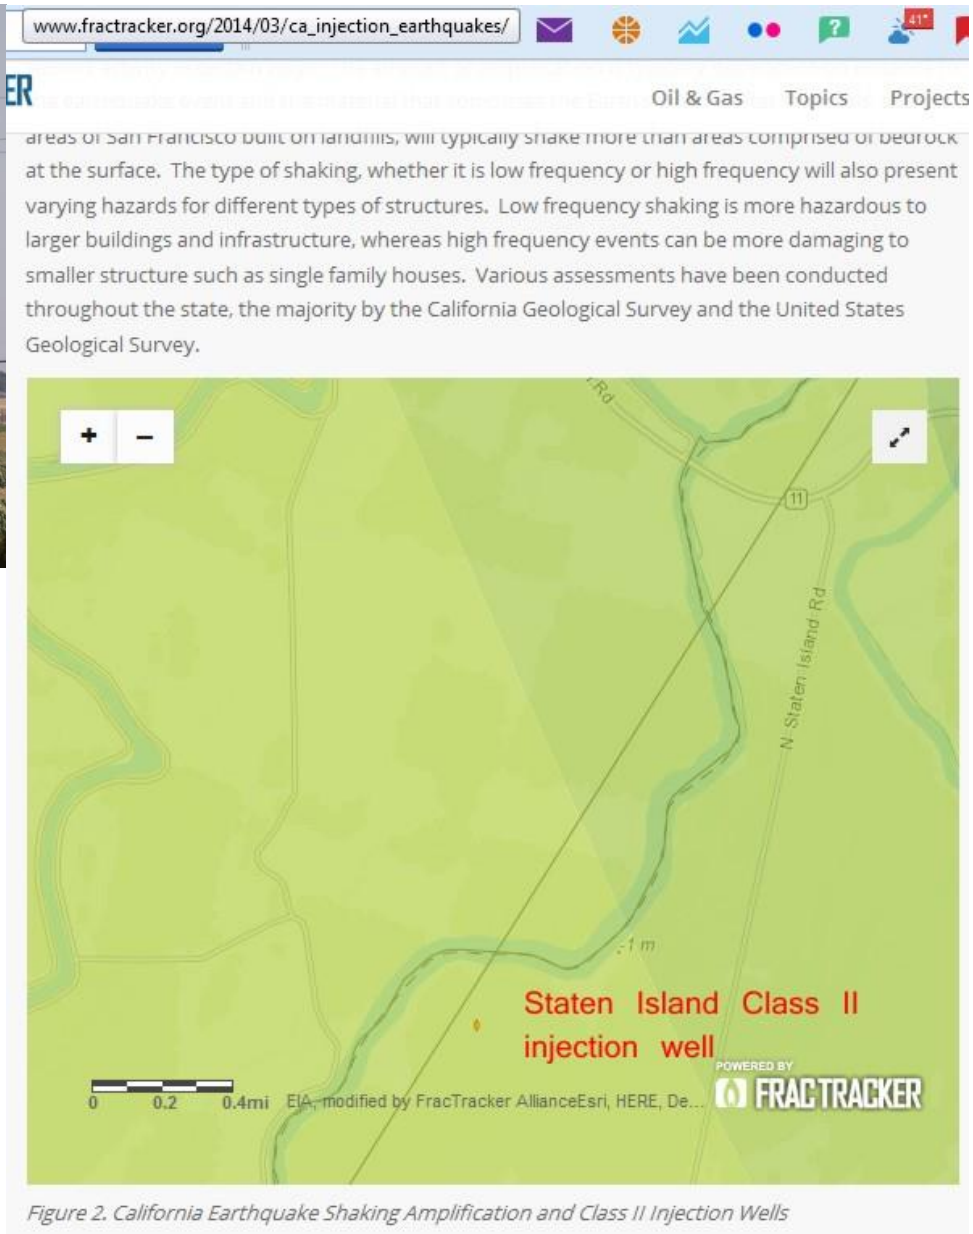 www.fractracker.org/2014/03/ca_injection_earthquakes/
41°
ER
Oil & Gas Topics Projects
areas of San Francisco built on landfills, will typically shake more than areas comprised of bedrock
at the surface. The type of shaking, whether it is low frequency or high frequency will also present
varying hazards for different types of structures. Low frequency shaking is more hazardous to
larger buildings and infrastructure, whereas high frequency events can be more damaging to
smaller structure such as single family houses. Various assessments have been conducted
throughout the state, the majority by the California Geological Survey and the United States
Geological Survey.
Rd
+ −
11
N Staten Island Rd
-1 m
Staten Island Class II
injection well
POWERED BY
FRACTRACKER
0 0.2 0.4mi EIA, modified by FracTracker AllianceEsri, HERE, De...
Figure 2. California Earthquake Shaking Amplification and Class II Injection Wells